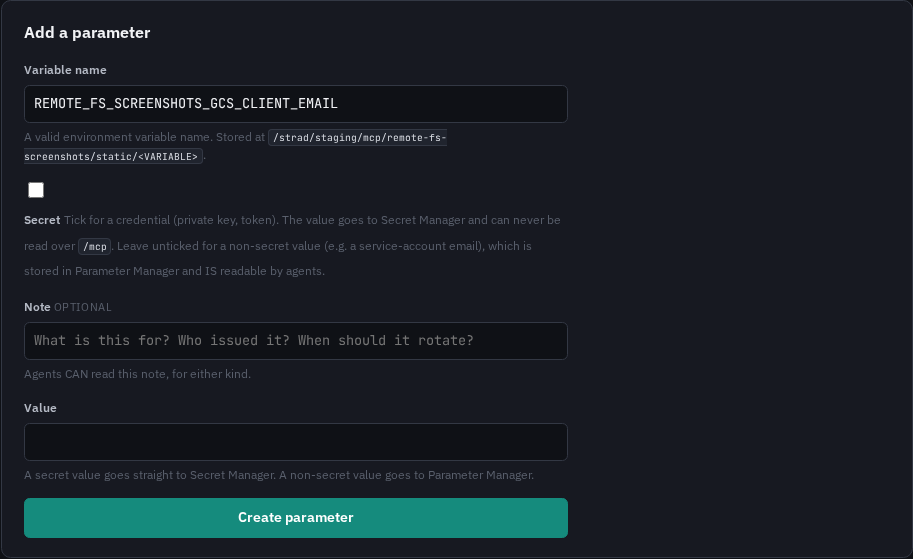 Add a parameter
Variable name
REMOTE_FS_SCREENSHOTS_GCS_CLIENT_EMAIL
A valid environment variable name. Stored at /strad/staging/mcp/remote-fs-
screenshots/static/<VARIABLE>.
Secret Tick for a credential (private key, token). The value goes to Secret Manager and can never be
read over /mcp. Leave unticked for a non-secret value (e.g. a service-account email), which is
stored in Parameter Manager and IS readable by agents.
Note OPTIONAL
What is this for? Who issued it? When should it rotate?
Agents CAN read this note, for either kind.
Value
A secret value goes straight to Secret Manager. A non-secret value goes to Parameter Manager.
Create parameter